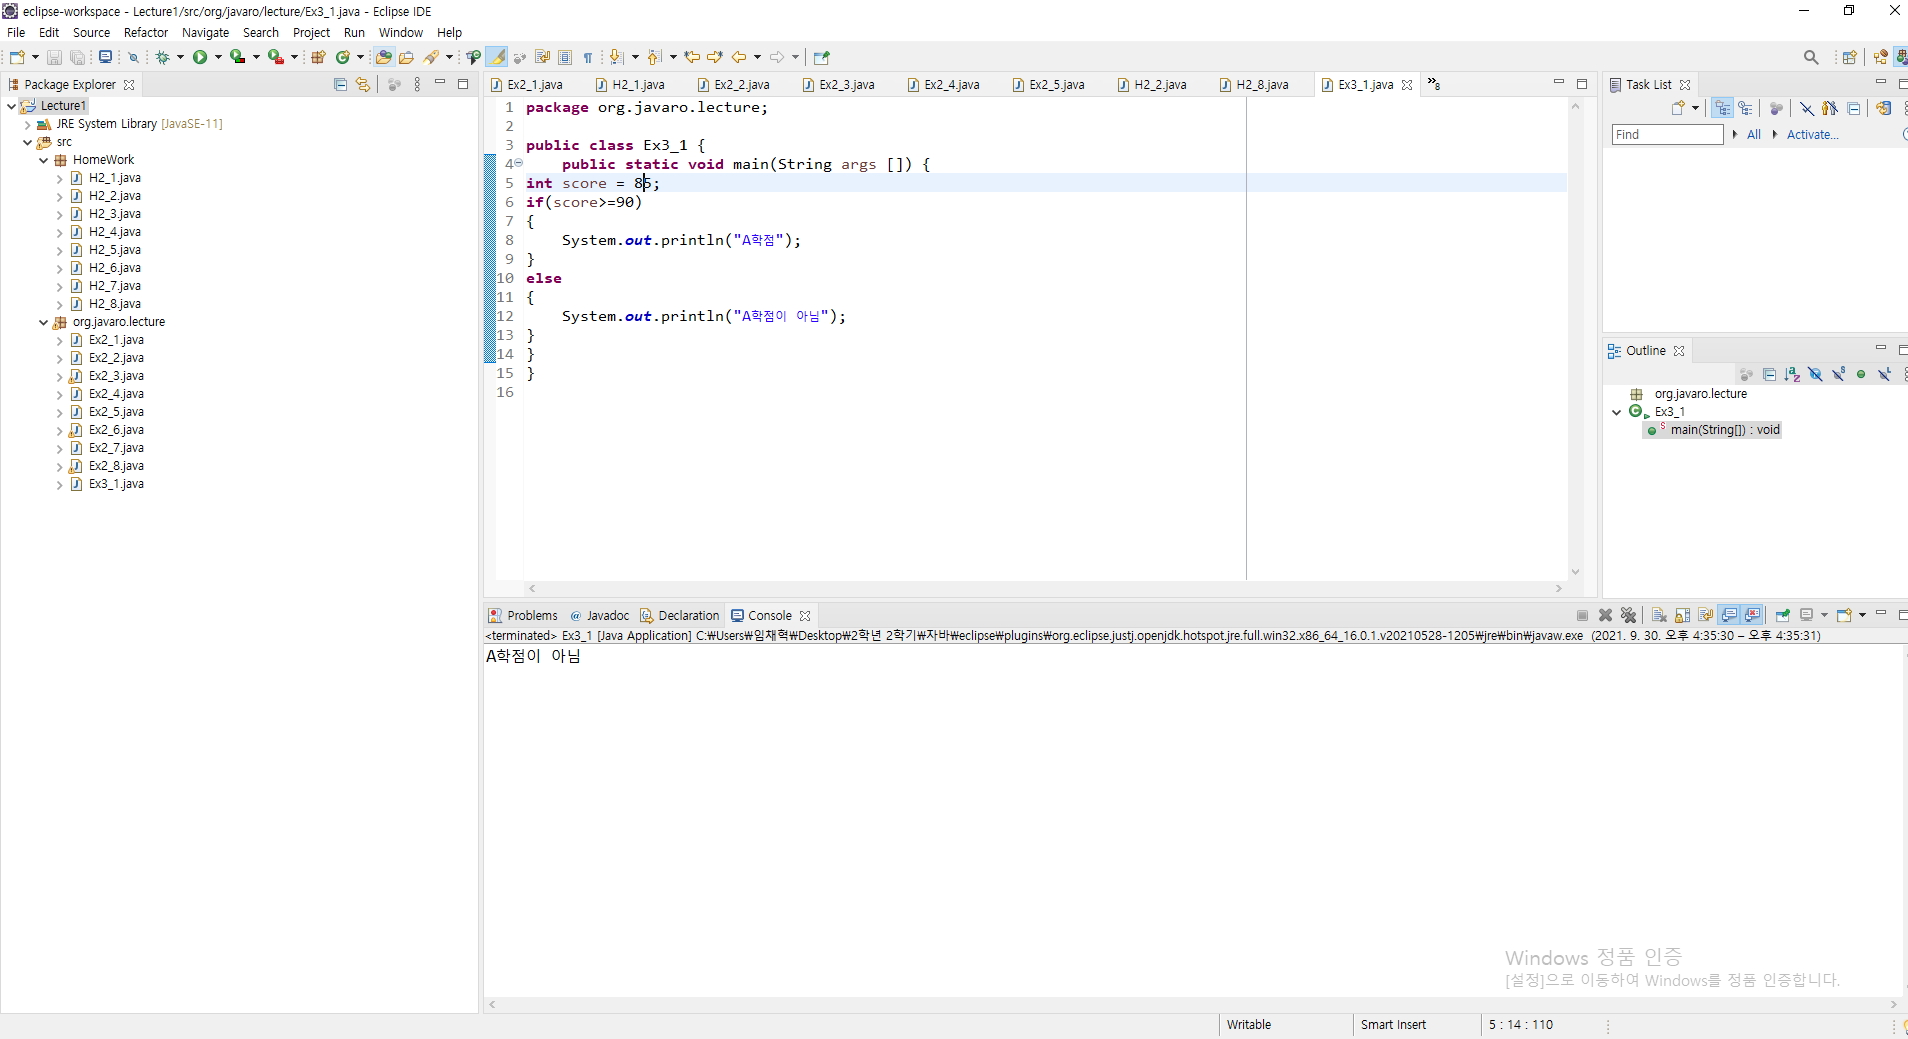 eclipse-workspace - Lecture1/src/org/javaro/lecture/Ex3_1.java - Eclipse IDE
File Edit Source Refactor Navigate Search Project Run Window Help
Package Explorer
Lecture1
JRE System Library [JavaSE-11]
src
HomeWork
H2_1.java
H2_2.java
H2_3.java
H2_4.java
H2_5.java
H2_6.java
H2_7.java
H2_8.java
org.javaro.lecture
Ex2_1.java
Ex2_2.java
Ex2_3.java
Ex2_4.java
Ex2_5.java
Ex2_6.java
Ex2_7.java
Ex2_8.java
Ex3_1.java
Ex2_1.java H2_1.java Ex2_2.java Ex2_3.java Ex2_4.java Ex2_5.java H2_2.java H2_8.java Ex3_1.java »8
1 package org.javaro.lecture;
2
3 public class Ex3_1 {
4 public static void main(String args []) {
5 int score = 85;
6 if(score>=90)
7 {
8 System.out.println("A학점");
9 }
10 else
11 {
12 System.out.println("A학점이 아님");
13 }
14 }
15 }
16
Task List
Find All Activate...
Outline
org.javaro.lecture
Ex3_1
main(String[]) : void
Problems @ Javadoc Declaration Console
<terminated> Ex3_1 [Java Application] C:₩Users₩임채혁₩Desktop₩2학년 2학기₩자바₩eclipse₩plugins₩org.eclipse.justj.openjdk.hotspot.jre.full.win32.x86_64_16.0.1.v20210528-1205₩jre₩bin₩javaw.exe (2021. 9. 30. 오후 4:35:30 – 오후 4:35:31)
A학점이 아님
Windows 정품 인증
[설정]으로 이동하여 Windows를 정품 인증합니다.
Writable Smart Insert 5 : 14 : 110